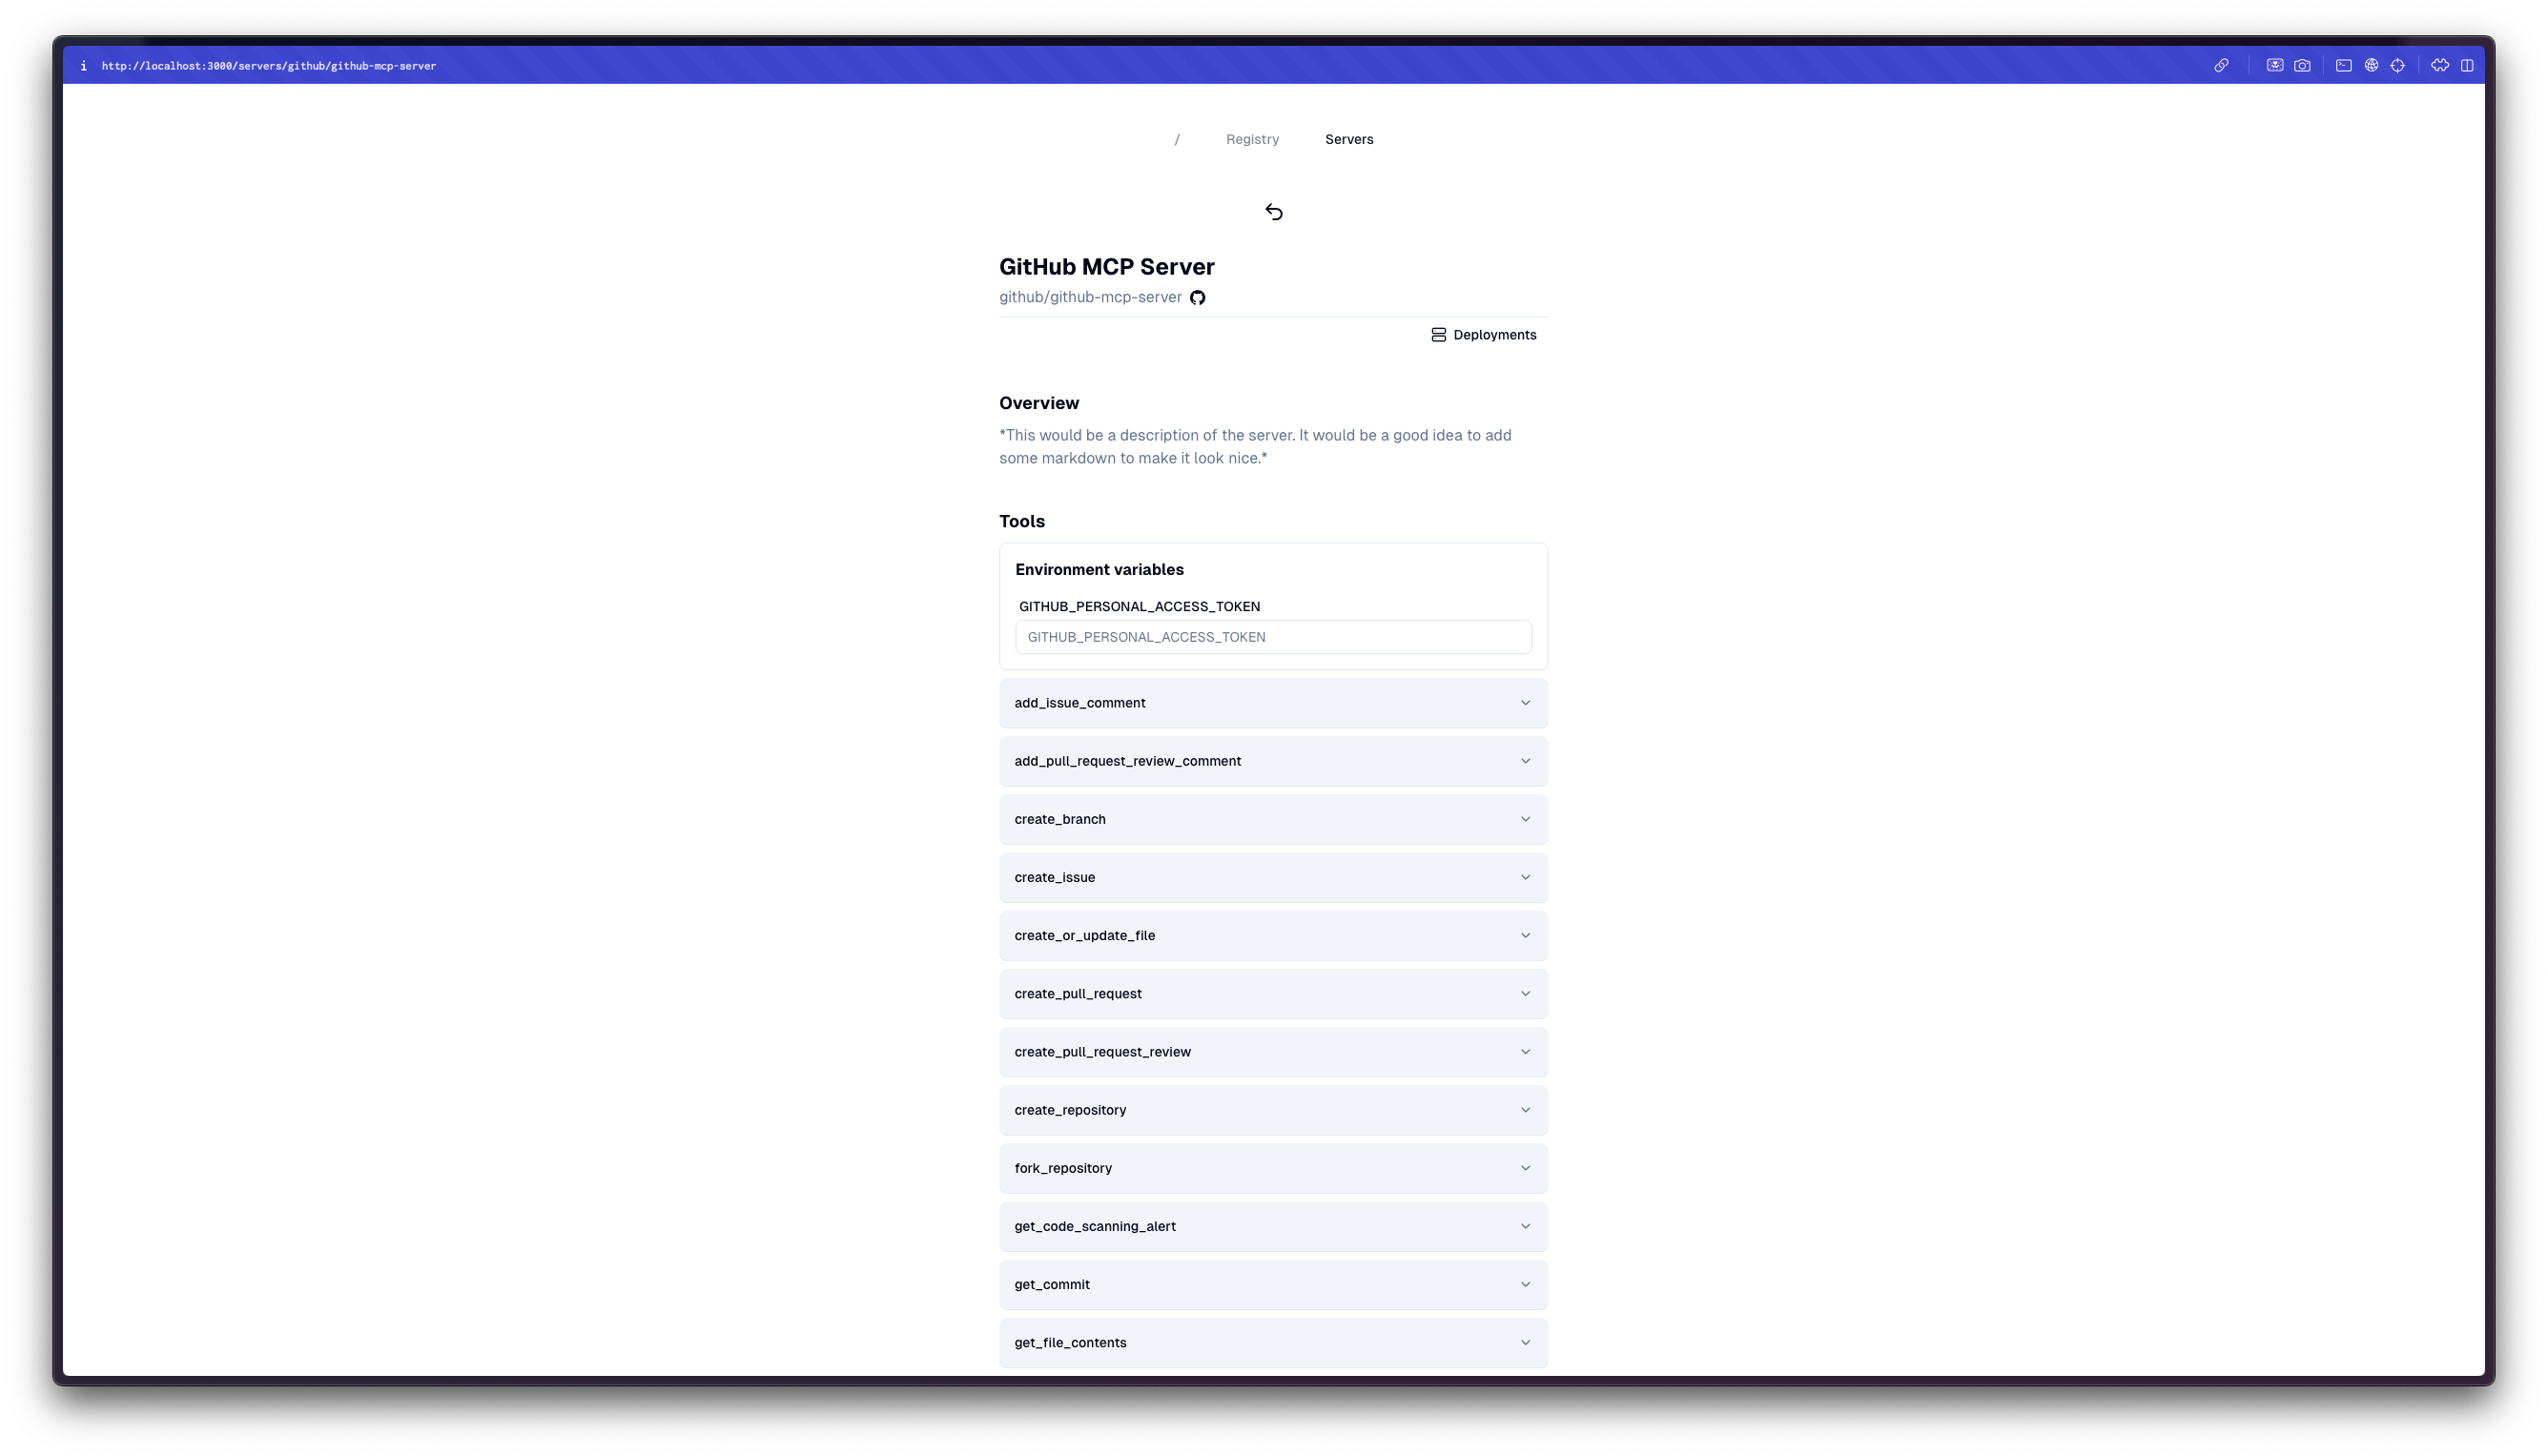 i http://localhost:3000/servers/github/github-mcp-server
/ Registry Servers
GitHub MCP Server
github/github-mcp-server
Deployments
Overview
*This would be a description of the server. It would be a good idea to add
some markdown to make it look nice.*
Tools
Environment variables
GITHUB_PERSONAL_ACCESS_TOKEN
GITHUB_PERSONAL_ACCESS_TOKEN
add_issue_comment
add_pull_request_review_comment
create_branch
create_issue
create_or_update_file
create_pull_request
create_pull_request_review
create_repository
fork_repository
get_code_scanning_alert
get_commit
get_file_contents